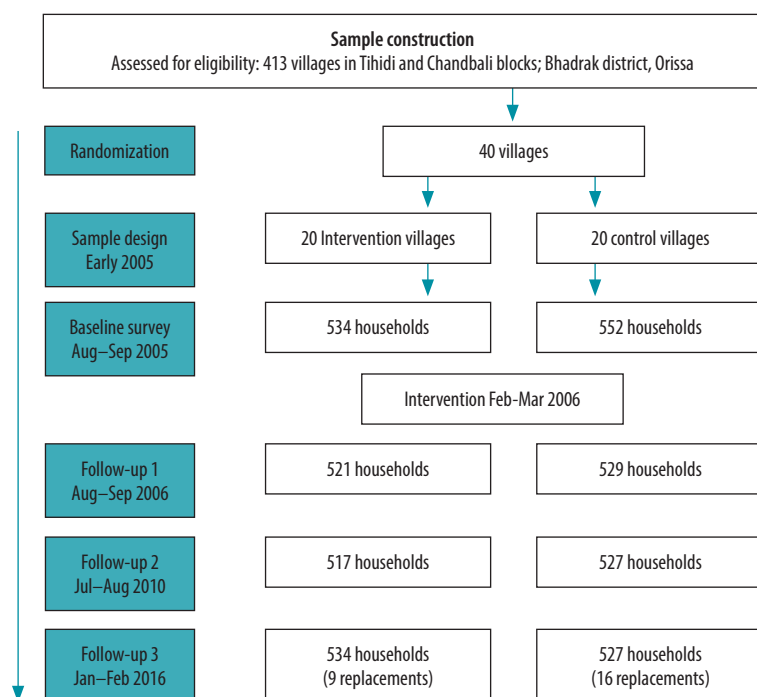 Sample construction
Assessed for eligibility: 413 villages in Tihidi and Chandbali blocks; Bhadrak district, Orissa
Randomization
40 villages
Sample design
Early 2005
20 Intervention villages
20 control villages
Baseline survey
Aug–Sep 2005
534 households
552 households
Intervention Feb-Mar 2006
Follow-up 1
Aug–Sep 2006
521 households
529 households
Follow-up 2
Jul–Aug 2010
517 households
527 households
Follow-up 3
Jan–Feb 2016
534 households
(9 replacements)
527 households
(16 replacements)